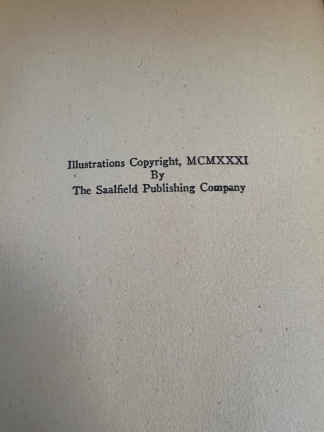 Illustrations Copyright, MCMXXXI
By
The Saalfield Publishing Company